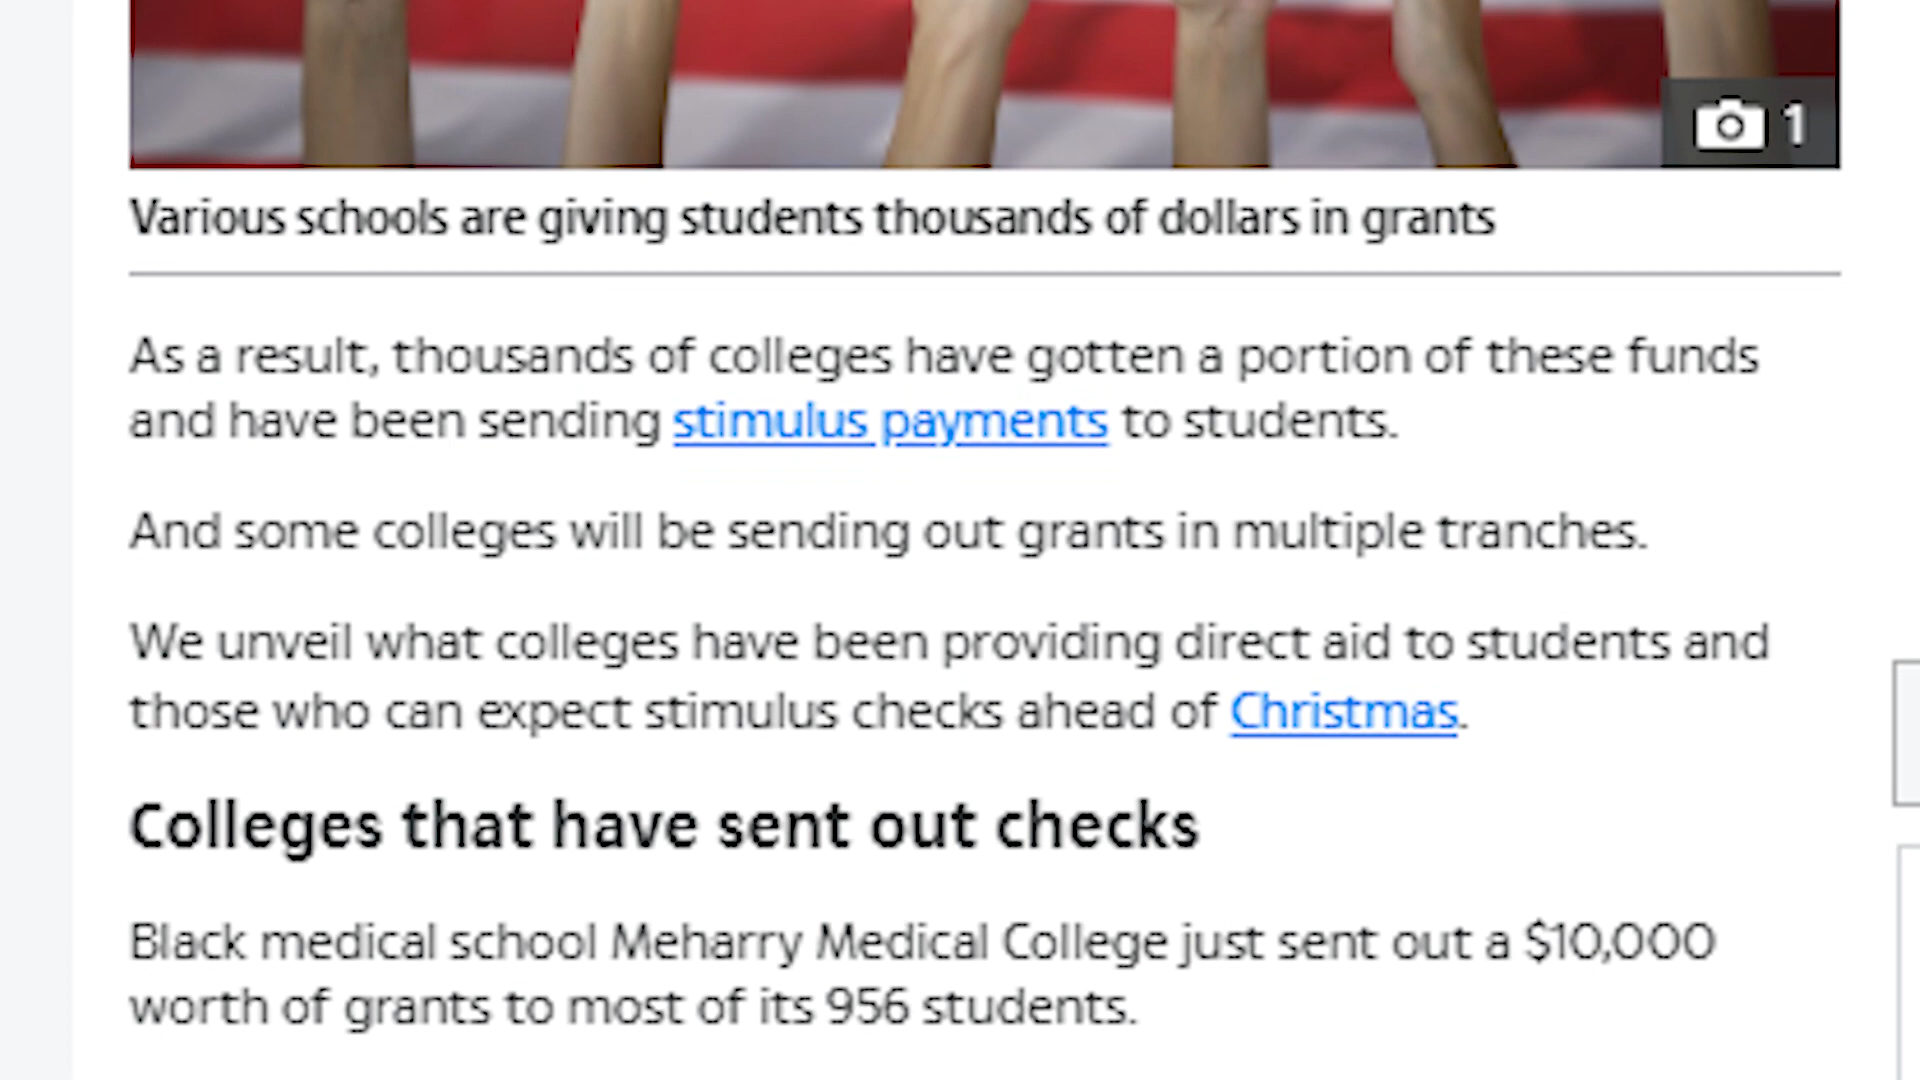 1
Various schools are giving students thousands of dollars in grants
As a result, thousands of colleges have gotten a portion of these funds
and have been sending stimulus payments to students.
And some colleges will be sending out grants in multiple tranches.
We unveil what colleges have been providing direct aid to students and
those who can expect stimulus checks ahead of Christmas.
Colleges that have sent out checks
Black medical school Meharry Medical College just sent out a $10,000
worth of grants to most of its 956 students.